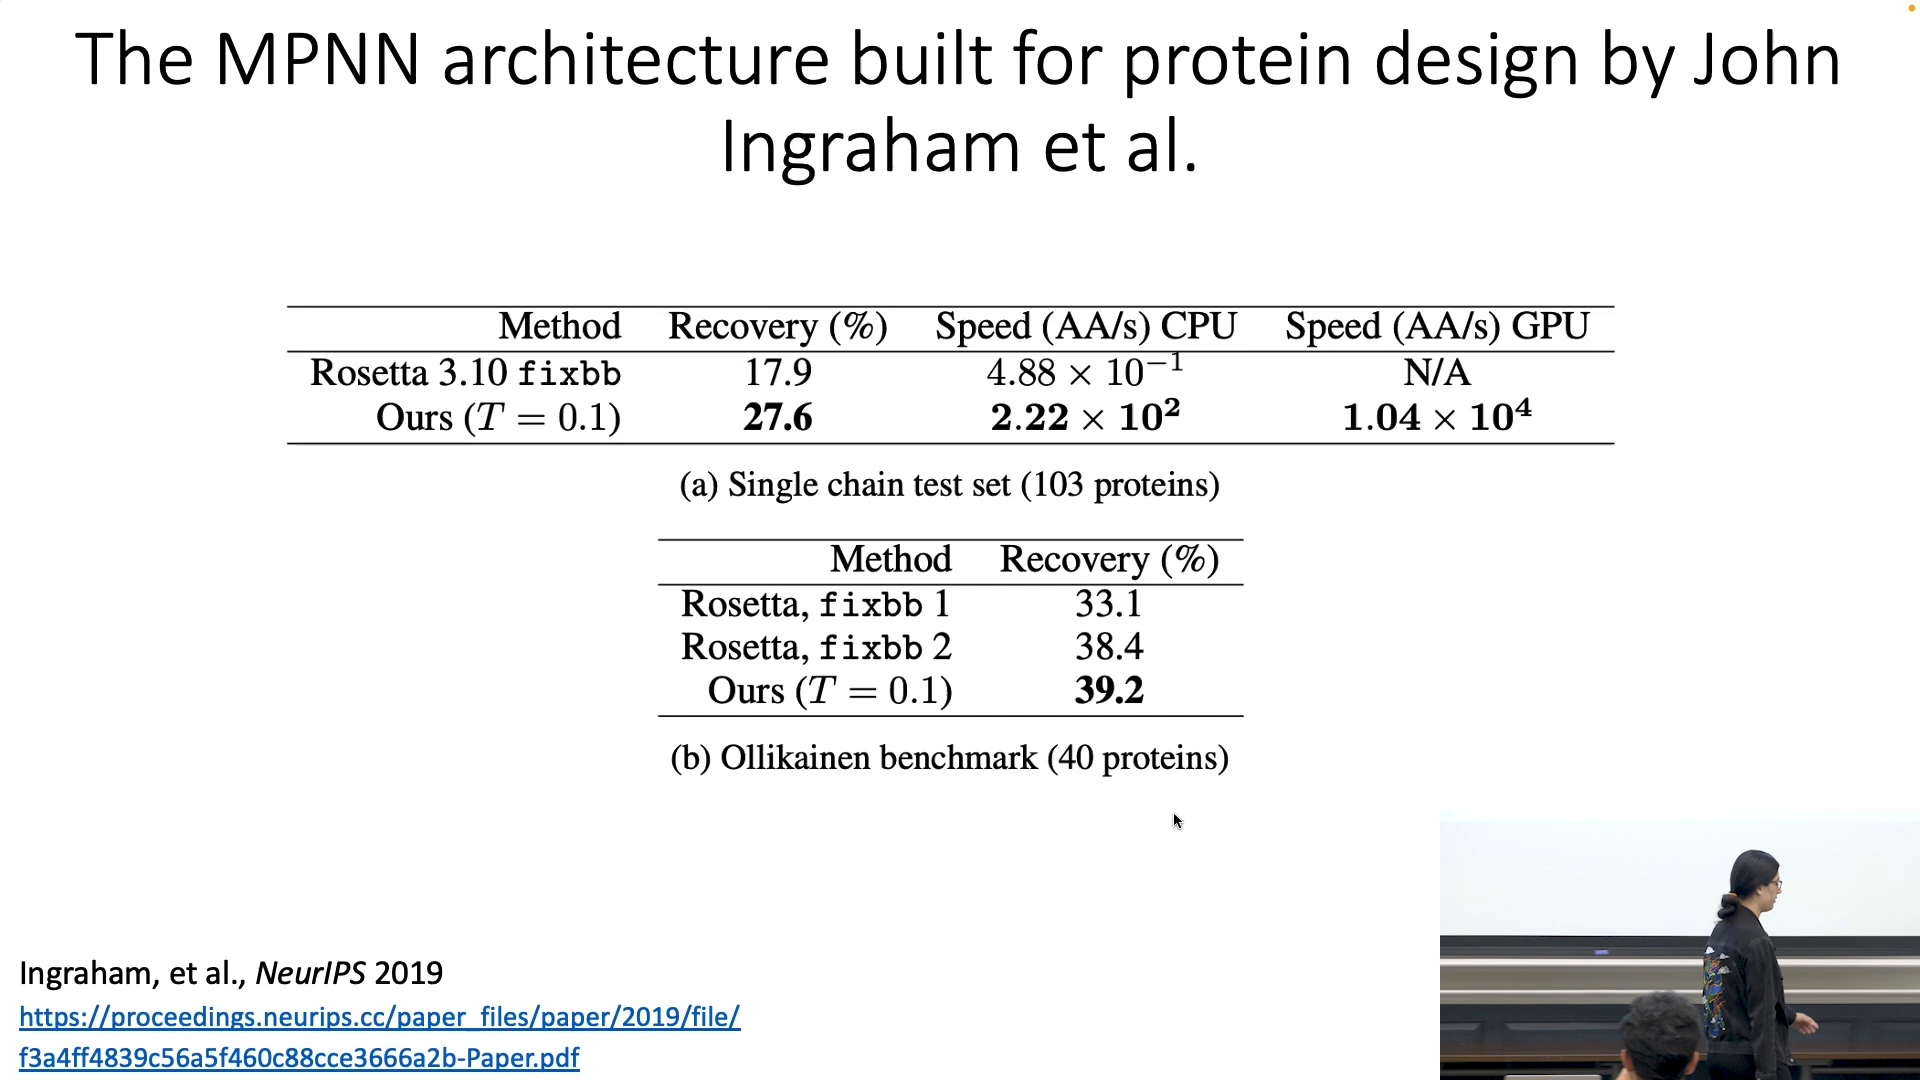 The MPNN architecture built for protein design by John
Ingraham et al.
Method Recovery (%) Speed (AA/s) CPU Speed (AA/s) GPU
Rosetta 3.10 fixbb 17.9 4.88 × 10⁻¹ N/A
Ours (T = 0.1) 27.6 2.22 × 10² 1.04 × 10⁴
(a) Single chain test set (103 proteins)
Method Recovery (%)
Rosetta, fixbb 1 33.1
Rosetta, fixbb 2 38.4
Ours (T = 0.1) 39.2
(b) Ollikainen benchmark (40 proteins)
Ingraham, et al., NeurIPS 2019
https://proceedings.neurips.cc/paper_files/paper/2019/file/
f3a4ff4839c56a5f460c88cce3666a2b-Paper.pdf